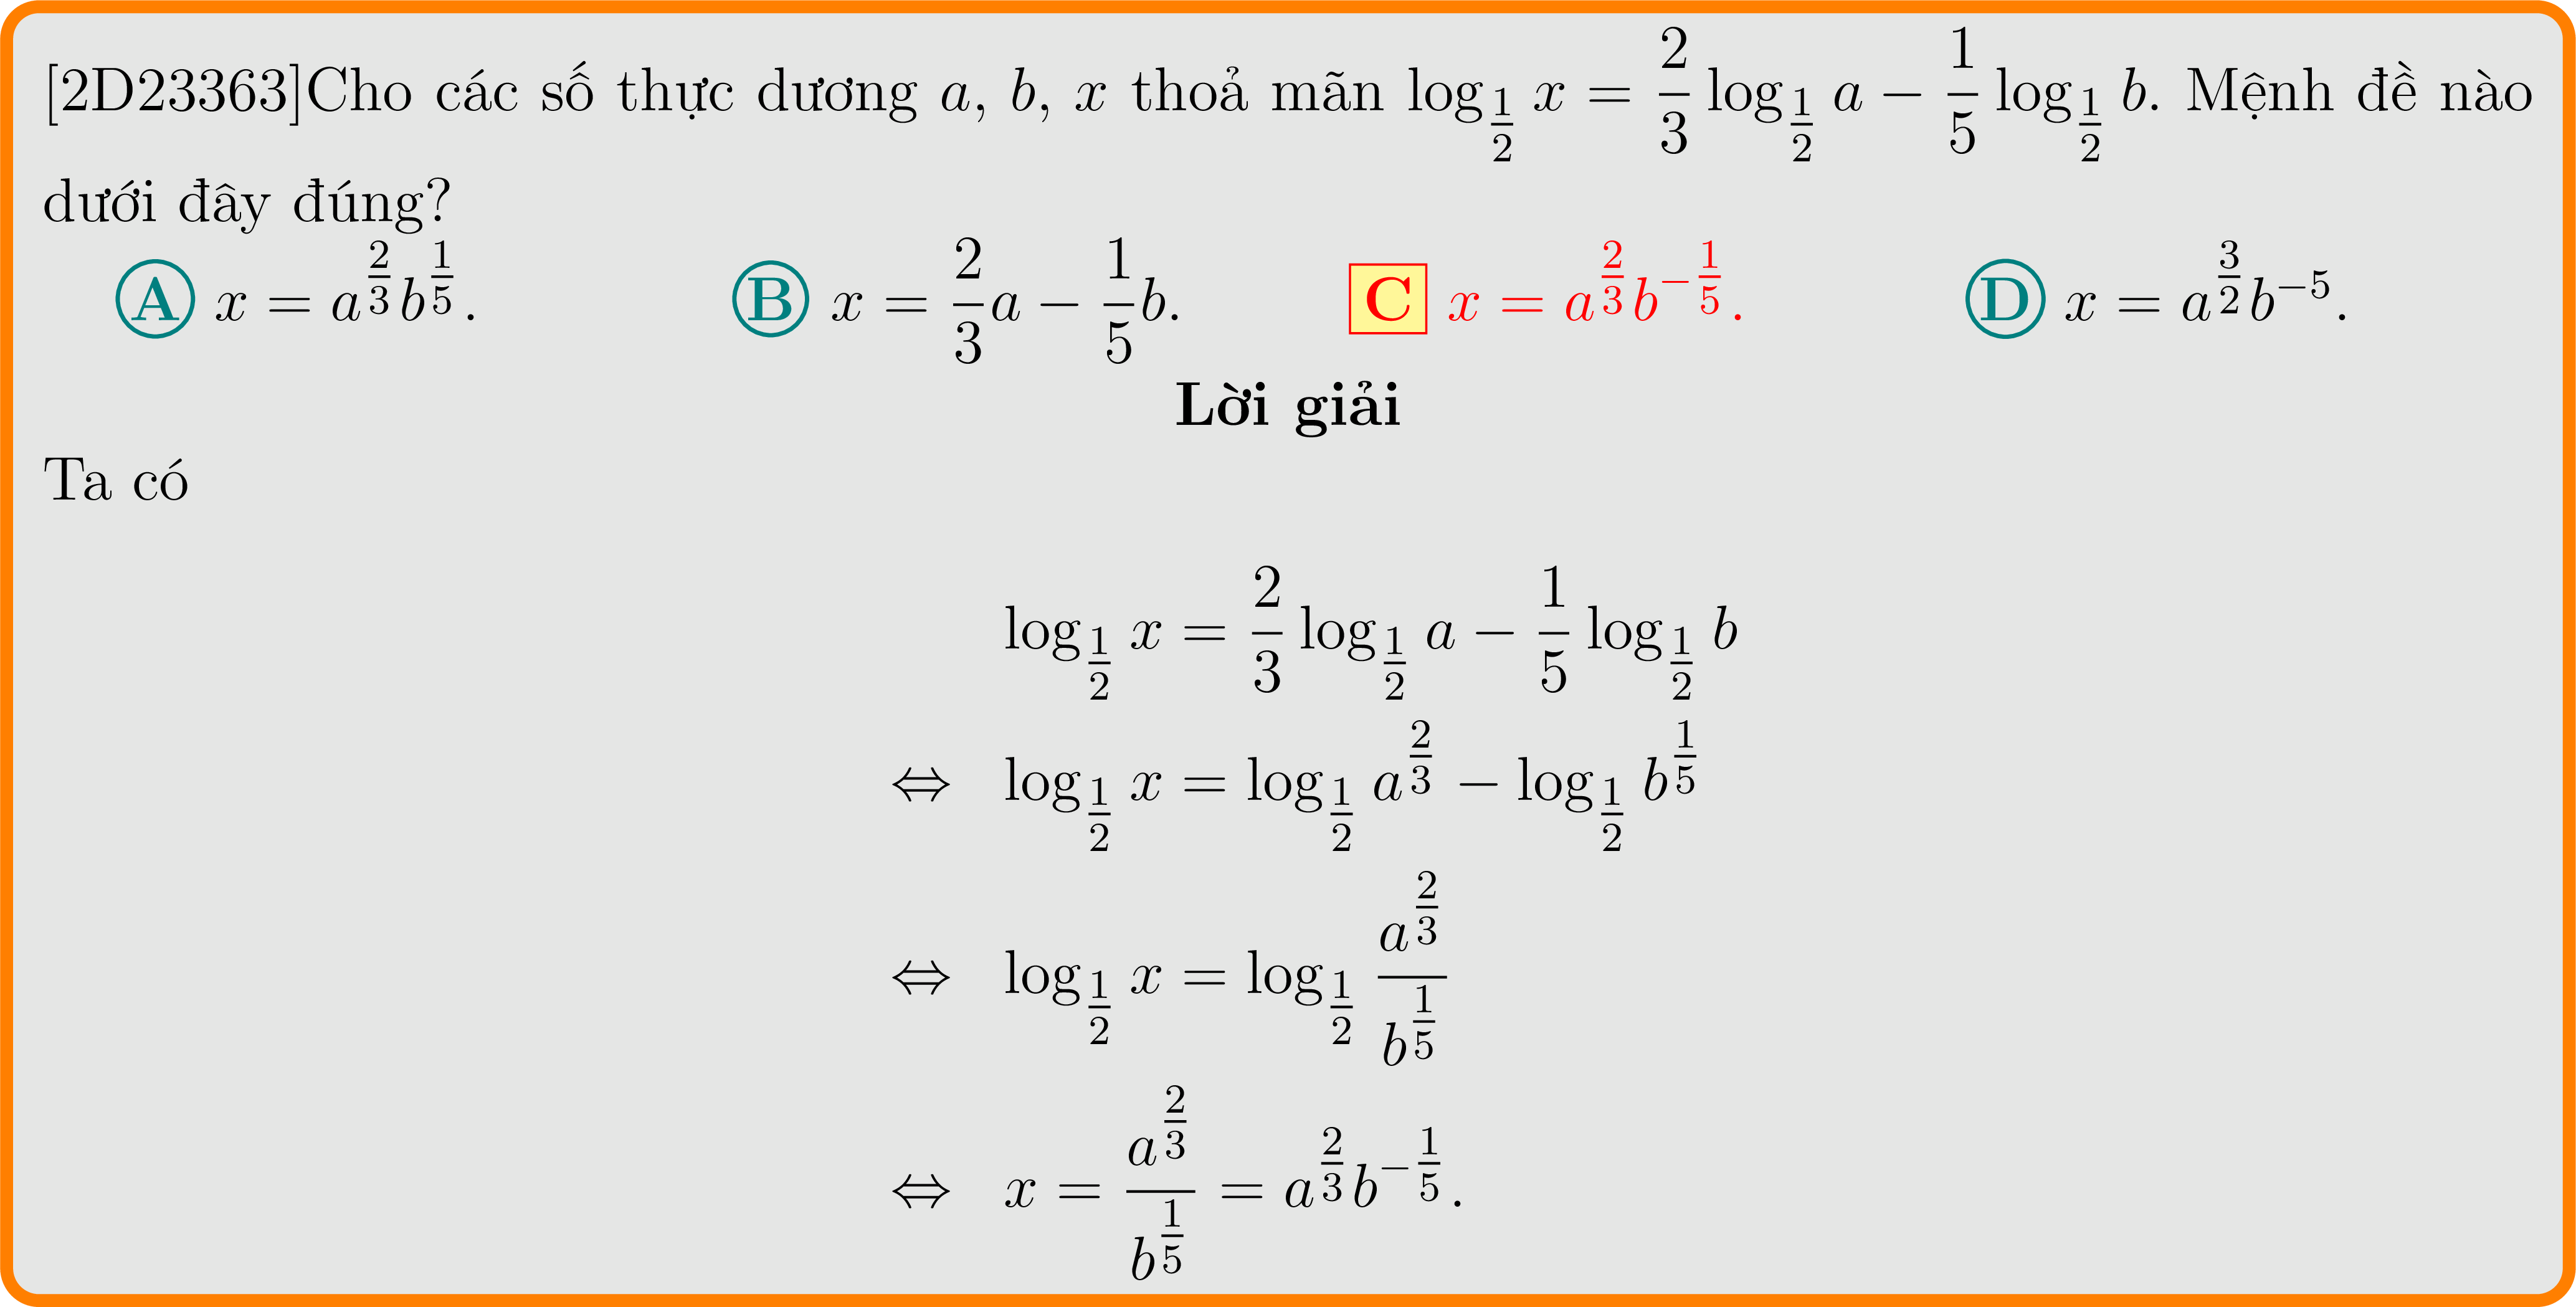 [2D23363]Cho các số thực dương a, b, x thoả mãn log_{\frac{1}{2}} x = \frac{2}{3} log_{\frac{1}{2}} a − \frac{1}{5} log_{\frac{1}{2}} b. Mệnh đề nào
dưới đây đúng?
A x = a^{\frac{2}{3}} b^{\frac{1}{5}}. B x = \frac{2}{3}a − \frac{1}{5}b. C x = a^{\frac{2}{3}} b^{−\frac{1}{5}}. D x = a^{\frac{3}{2}} b^{−5}.
Lời giải
Ta có
log_{\frac{1}{2}} x = \frac{2}{3} log_{\frac{1}{2}} a − \frac{1}{5} log_{\frac{1}{2}} b
⇔ log_{\frac{1}{2}} x = log_{\frac{1}{2}} a^{\frac{2}{3}} − log_{\frac{1}{2}} b^{\frac{1}{5}}
⇔ log_{\frac{1}{2}} x = log_{\frac{1}{2}} \frac{a^{\frac{2}{3}}}{b^{\frac{1}{5}}}
⇔ x = \frac{a^{\frac{2}{3}}}{b^{\frac{1}{5}}} = a^{\frac{2}{3}} b^{−\frac{1}{5}}.